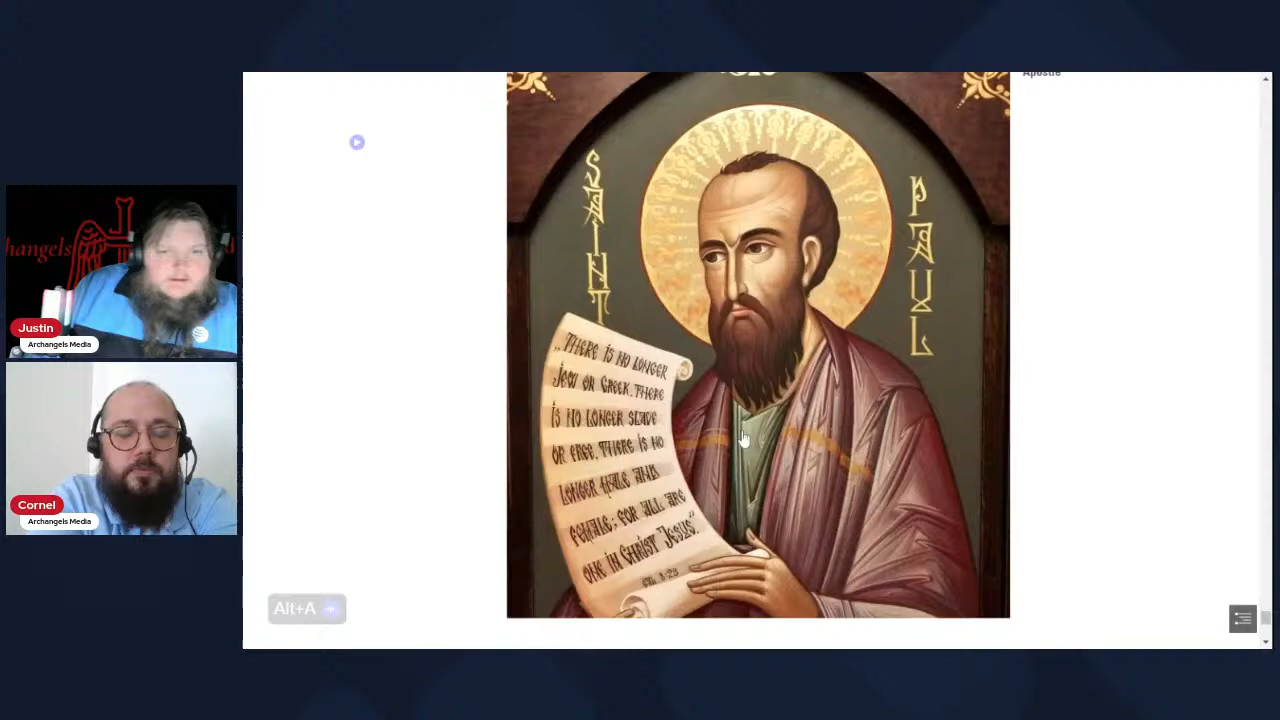 Apostle
SAINT
PAUL
„THERE IS NO LONGER
JEW OR GREEK, THERE
IS NO LONGER SLAVE
OR FREE, THERE IS NO
LONGER MALE AND
FEMALE; FOR ALL ARE
ONE IN CHRIST JESUS."
hangels
Justin
Archangels Media
Cornel
Archangels Media
Alt+A